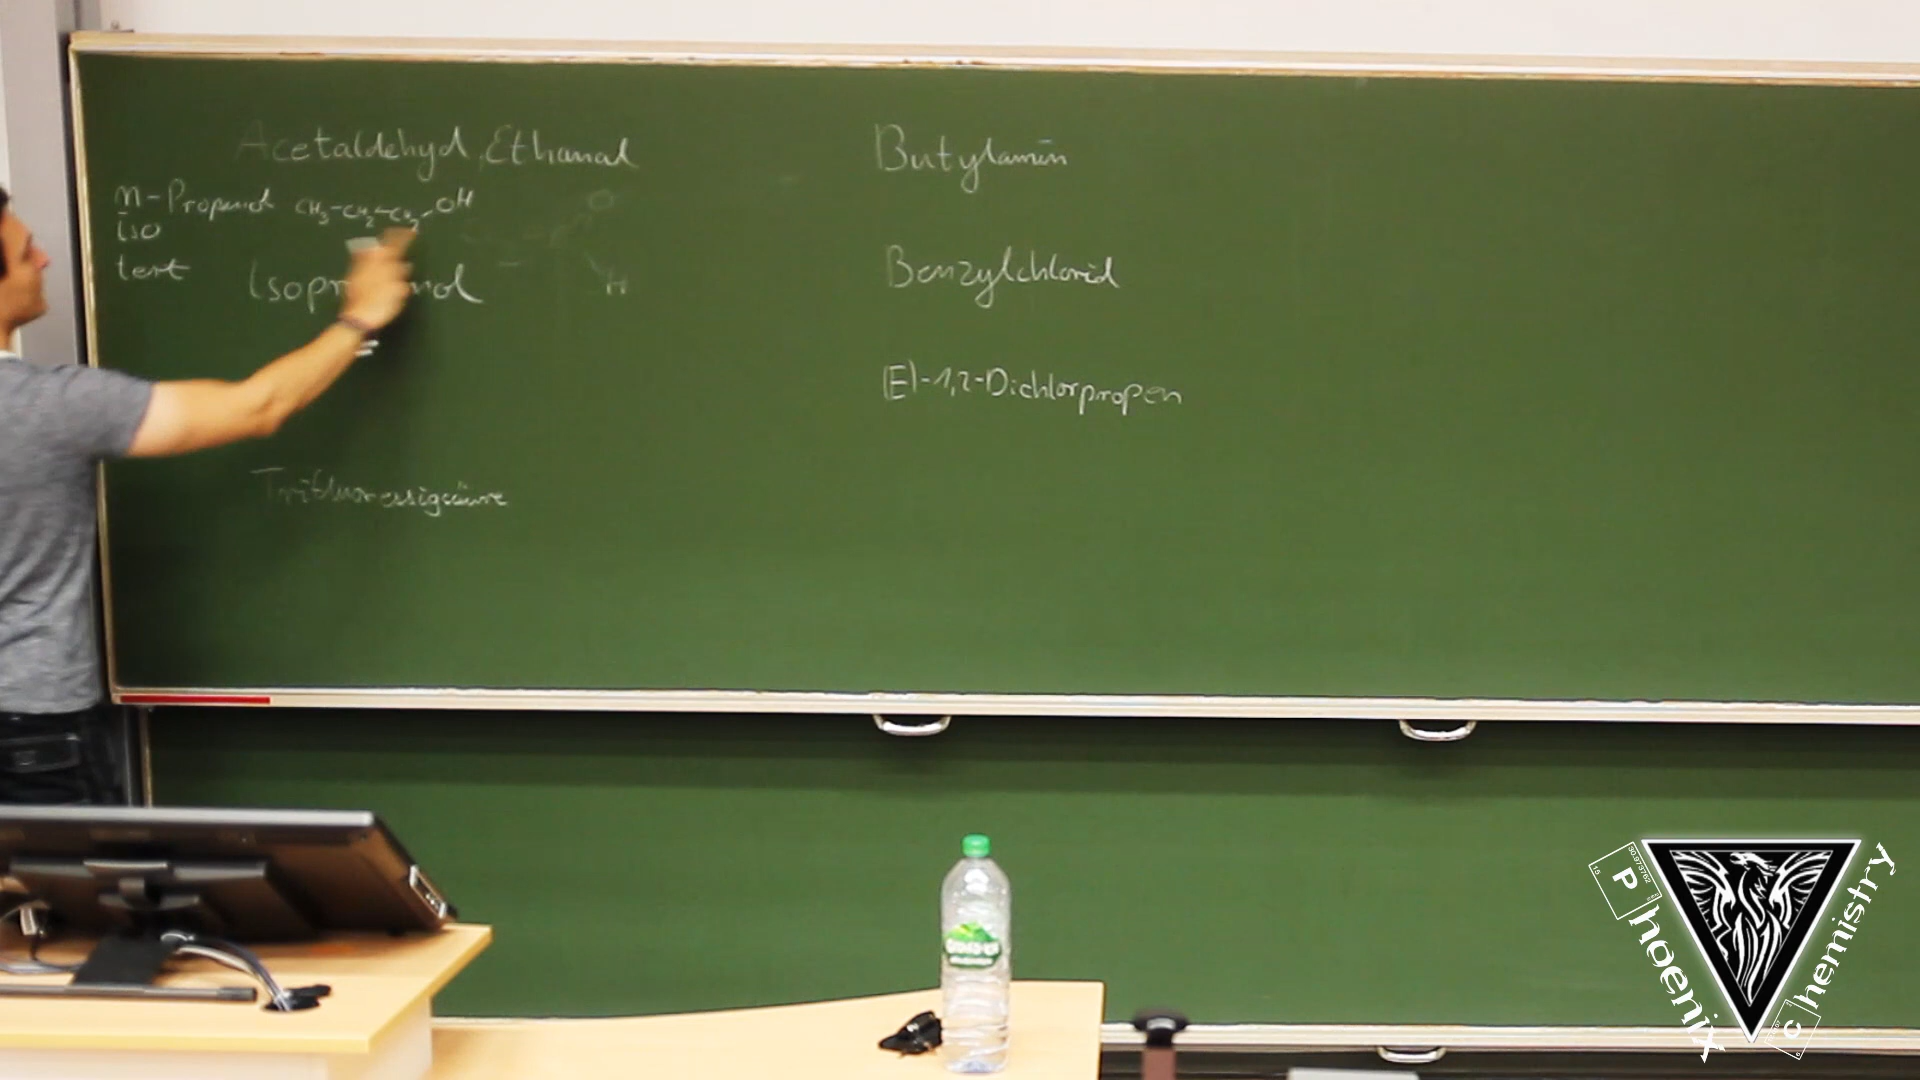 Acetaldehyd, Ethanal
n-Propanol CH3-CH2-CH2-OH
iso
tert
O
H
Trifluoressigsäure
Butylamin
Benzylchlorid
(E)-1,2-Dichlorpropen
Phoenix
Chemistry